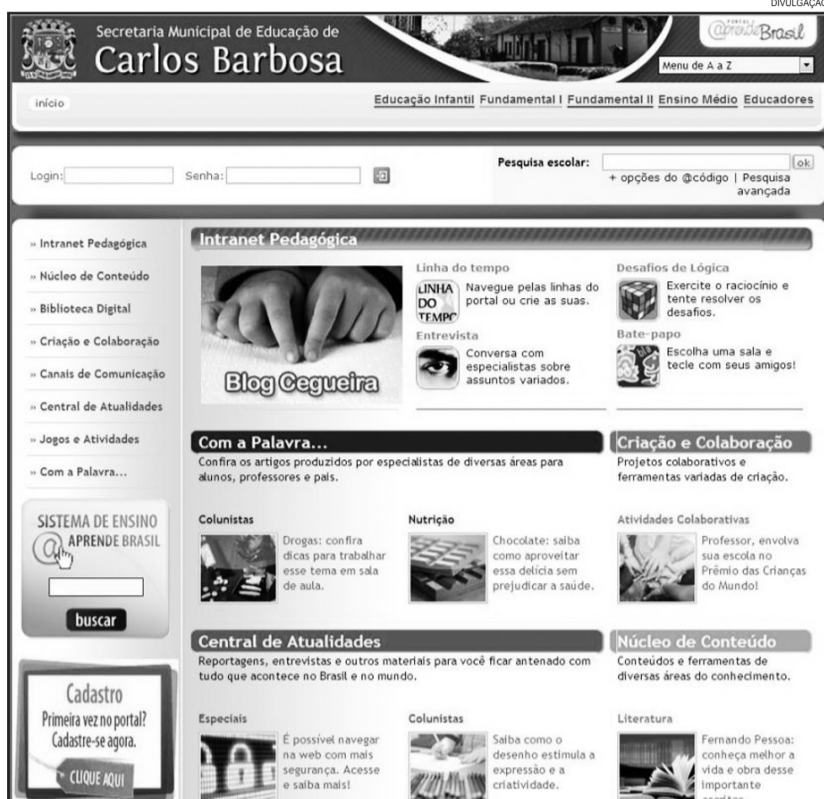 DIVULGAÇÃO
Secretaria Municipal de Educação de
Carlos Barbosa
PORTAL
aprende Brasil
Menu de A a Z
início
Educação Infantil Fundamental I Fundamental II Ensino Médio Educadores
Login:
Senha:
Pesquisa escolar:
ok
+ opções do @código | Pesquisa
avançada
» Intranet Pedagógica
» Núcleo de Conteúdo
» Biblioteca Digital
» Criação e Colaboração
» Canais de Comunicação
» Central de Atualidades
» Jogos e Atividades
» Com a Palavra...
SISTEMA DE ENSINO
@ APRENDE BRASIL
buscar
Cadastro
Primeira vez no portal?
Cadastre-se agora.
CLIQUE AQUI
Intranet Pedagógica
Blog Cegueira
Linha do tempo
LINHA
DO
TEMPO
Navegue pelas linhas do
portal ou crie as suas.
Entrevista
Conversa com
especialistas sobre
assuntos variados.
Desafios de Lógica
Exercite o raciocínio e
tente resolver os
desafios.
Bate-papo
Escolha uma sala e
tecle com seus amigos!
Com a Palavra...
Confira os artigos produzidos por especialistas de diversas áreas para
alunos, professores e pais.
Colunistas
Drogas: confira
dicas para trabalhar
esse tema em sala
de aula.
Nutrição
Chocolate: saiba
como aproveitar
essa delícia sem
prejudicar a saúde.
Criação e Colaboração
Projetos colaborativos e
ferramentas variadas de criação.
Atividades Colaborativas
Professor, envolva
sua escola no
Prêmio das Crianças
do Mundo!
Central de Atualidades
Reportagens, entrevistas e outros materiais para você ficar antenado com
tudo que acontece no Brasil e no mundo.
Especiais
É possível navegar
na web com mais
segurança. Acesse
e saiba mais!
Colunistas
Saiba como o
desenho estimula a
expressão e a
criatividade.
Núcleo de Conteúdo
Conteúdos e ferramentas de
diversas áreas do conhecimento.
Literatura
Fernando Pessoa:
conheça melhor a
vida e obra desse
importante